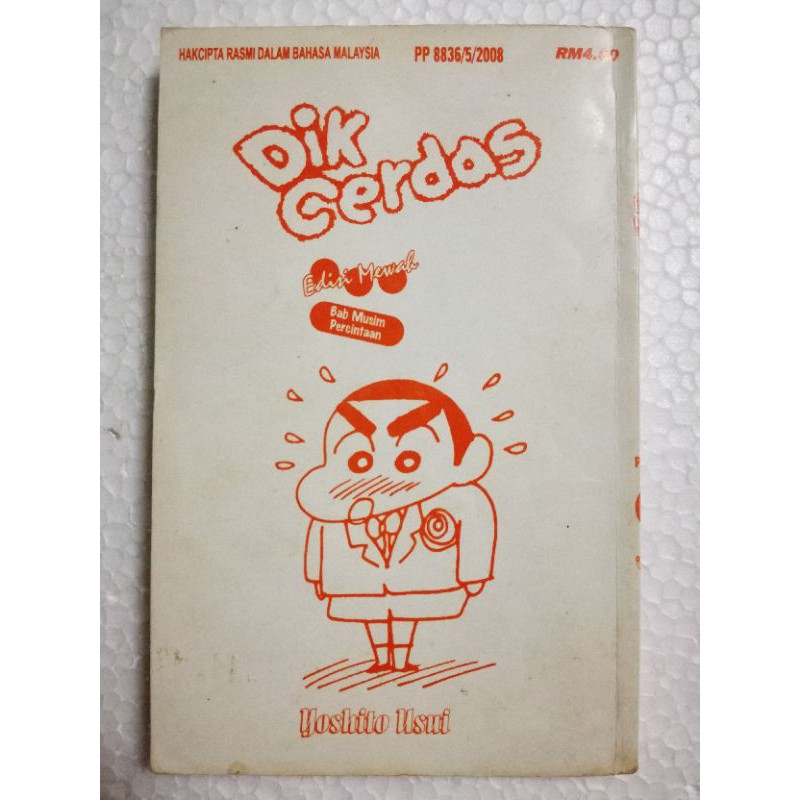 HAKCIPTA RASMI DALAM BAHASA MALAYSIA PP 8836/5/2008
Dik
Cerdas
Edisi Mewah
Bab Musim
Percintaan
Yoshito Usui